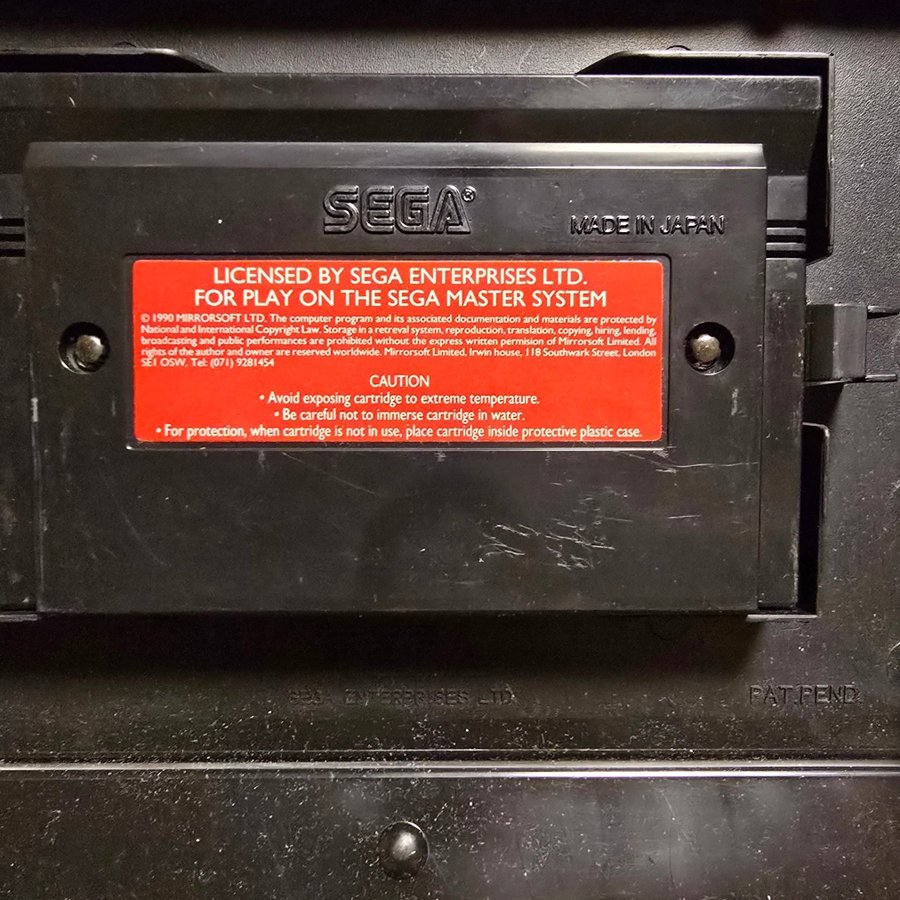 SEGA®
MADE IN JAPAN
LICENSED BY SEGA ENTERPRISES LTD.
FOR PLAY ON THE SEGA MASTER SYSTEM
© 1990 MIRRORSOFT LTD. The computer program and its associated documentation and materials are protected by
National and International Copyright Law. Storage in a retreval system, reproduction, translation, copying, hiring, lending,
broadcasting and public performances are prohibited without the express written permision of Mirrorsoft Limited. All
rights of the author and owner are reserved worldwide. Mirrorsoft Limited, Irwin house, 118 Southwark Street, London
SE1 OSW. Tel: (071) 9281454
CAUTION
• Avoid exposing cartridge to extreme temperature.
• Be careful not to immerse cartridge in water.
• For protection, when cartridge is not in use, place cartridge inside protective plastic case.
SEGA ENTERPRISES LTD.
PAT. PEND.